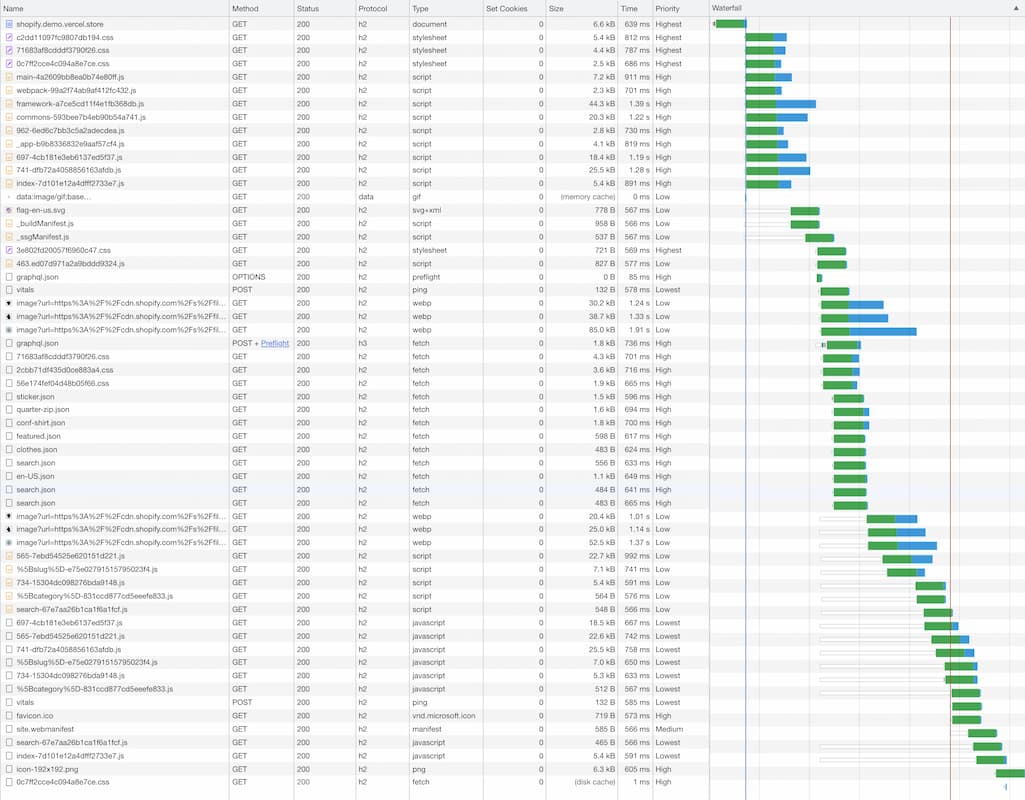 Name Method Status Protocol Type Set Cookies Size Time Priority Waterfall
shopify.demo.vercel.store GET 200 h2 document 0 6.6 kB 639 ms Highest
c2dd11097fc9807db194.css GET 200 h2 stylesheet 0 5.4 kB 812 ms Highest
71683af8cdddf3790f26.css GET 200 h2 stylesheet 0 4.4 kB 787 ms Highest
0c7ff2cce4c094a8e7ce.css GET 200 h2 stylesheet 0 2.5 kB 686 ms Highest
main-4a2609bb8ea0b74e80ff.js GET 200 h2 script 0 7.2 kB 911 ms High
webpack-99a2f74ab9af412fc432.js GET 200 h2 script 0 2.3 kB 701 ms High
framework-a7ce5cd11f4e1fb368db.js GET 200 h2 script 0 44.3 kB 1.39 s High
commons-593bee7b4eb90b54a741.js GET 200 h2 script 0 20.3 kB 1.22 s High
962-6ed6c7bb3c5a2adecdea.js GET 200 h2 script 0 2.8 kB 730 ms High
_app-b9b8336832e9aaf57cf4.js GET 200 h2 script 0 4.1 kB 819 ms High
697-4cb181e3eb6137ed5f37.js GET 200 h2 script 0 18.4 kB 1.19 s High
741-dfb72a4058856163afdb.js GET 200 h2 script 0 25.5 kB 1.28 s High
index-7d101e12a4dfff2733e7.js GET 200 h2 script 0 5.4 kB 891 ms High
data:image/gif;base... GET 200 data gif 0 (memory cache) 0 ms Low
flag-en-us.svg GET 200 h2 svg+xml 0 778 B 567 ms Low
_buildManifest.js GET 200 h2 script 0 958 B 566 ms Low
_ssgManifest.js GET 200 h2 script 0 537 B 567 ms Low
3e802fd20057f6960c47.css GET 200 h2 stylesheet 0 721 B 569 ms Highest
463.ed07d971a2a9bddd9324.js GET 200 h2 script 0 827 B 577 ms Low
graphql.json OPTIONS 200 h2 preflight 0 0 B 85 ms High
vitals POST 200 h2 ping 0 132 B 578 ms Lowest
image?url=https%3A%2F%2Fcdn.shopify.com%2Fs%2Ffil... GET 200 h2 webp 0 30.2 kB 1.24 s Low
image?url=https%3A%2F%2Fcdn.shopify.com%2Fs%2Ffil... GET 200 h2 webp 0 38.7 kB 1.33 s Low
image?url=https%3A%2F%2Fcdn.shopify.com%2Fs%2Ffil... GET 200 h2 webp 0 85.0 kB 1.91 s Low
graphql.json POST + Preflight 200 h3 fetch 0 1.8 kB 736 ms High
71683af8cdddf3790f26.css GET 200 h2 fetch 0 4.3 kB 701 ms High
2cbb71df435d0ce883a4.css GET 200 h2 fetch 0 3.6 kB 716 ms High
56e174fef04d48b05f66.css GET 200 h2 fetch 0 1.9 kB 665 ms High
sticker.json GET 200 h2 fetch 0 1.5 kB 596 ms High
quarter-zip.json GET 200 h2 fetch 0 1.6 kB 694 ms High
conf-shirt.json GET 200 h2 fetch 0 1.8 kB 700 ms High
featured.json GET 200 h2 fetch 0 598 B 617 ms High
clothes.json GET 200 h2 fetch 0 483 B 624 ms High
search.json GET 200 h2 fetch 0 556 B 633 ms High
en-US.json GET 200 h2 fetch 0 1.1 kB 649 ms High
search.json GET 200 h2 fetch 0 484 B 641 ms High
search.json GET 200 h2 fetch 0 483 B 665 ms High
image?url=https%3A%2F%2Fcdn.shopify.com%2Fs%2Ffil... GET 200 h2 webp 0 20.4 kB 1.01 s Low
image?url=https%3A%2F%2Fcdn.shopify.com%2Fs%2Ffil... GET 200 h2 webp 0 25.0 kB 1.14 s Low
image?url=https%3A%2F%2Fcdn.shopify.com%2Fs%2Ffil... GET 200 h2 webp 0 52.5 kB 1.37 s Low
565-7ebd54525e620151d221.js GET 200 h2 script 0 22.7 kB 992 ms Low
%5Bslug%5D-e75e02791515795023f4.js GET 200 h2 script 0 7.1 kB 741 ms Low
734-15304dc098276bda9148.js GET 200 h2 script 0 5.4 kB 591 ms Low
%5Bcategory%5D-831ccd877cd5eeefe833.js GET 200 h2 script 0 564 B 576 ms Low
search-67e7aa26b1ca1f6a1fcf.js GET 200 h2 script 0 548 B 566 ms Low
697-4cb181e3eb6137ed5f37.js GET 200 h2 javascript 0 18.5 kB 667 ms Lowest
565-7ebd54525e620151d221.js GET 200 h2 javascript 0 22.6 kB 742 ms Lowest
741-dfb72a4058856163afdb.js GET 200 h2 javascript 0 25.5 kB 758 ms Lowest
%5Bslug%5D-e75e02791515795023f4.js GET 200 h2 javascript 0 7.0 kB 650 ms Lowest
734-15304dc098276bda9148.js GET 200 h2 javascript 0 5.3 kB 633 ms Lowest
%5Bcategory%5D-831ccd877cd5eeefe833.js GET 200 h2 javascript 0 512 B 567 ms Lowest
vitals POST 200 h2 ping 0 132 B 585 ms Lowest
favicon.ico GET 200 h2 vnd.microsoft.icon 0 719 B 573 ms High
site.webmanifest GET 200 h2 manifest 0 585 B 566 ms Medium
search-67e7aa26b1ca1f6a1fcf.js GET 200 h2 javascript 0 465 B 566 ms Lowest
index-7d101e12a4dfff2733e7.js GET 200 h2 javascript 0 5.4 kB 591 ms Lowest
icon-192x192.png GET 200 h2 png 0 6.3 kB 605 ms High
0c7ff2cce4c094a8e7ce.css GET 200 h2 fetch 0 (disk cache) 1 ms High